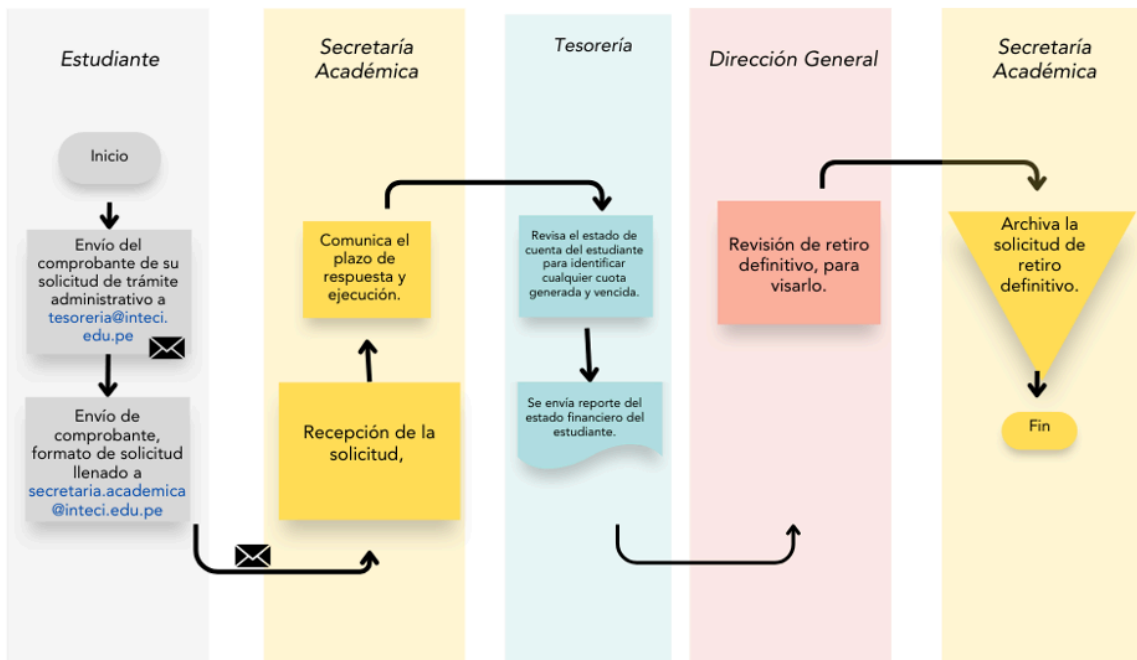 Estudiante
Inicio
Envío del
comprobante de su
solicitud de trámite
administrativo a
tesoreria@inteci.
edu.pe
Envío de
comprobante,
formato de solicitud
llenado a
secretaria.academica
@inteci.edu.pe
Secretaría
Académica
Comunica el
plazo de
respuesta y
ejecución.
Recepción de la
solicitud,
Tesorería
Revisa el estado de
cuenta del estudiante
para identificar
cualquier cuota
generada y vencida.
Se envía reporte del
estado financiero del
estudiante.
Dirección General
Revisión de retiro
definitivo, para
visarlo.
Secretaría
Académica
Archiva la
solicitud de
retiro
definitivo.
Fin